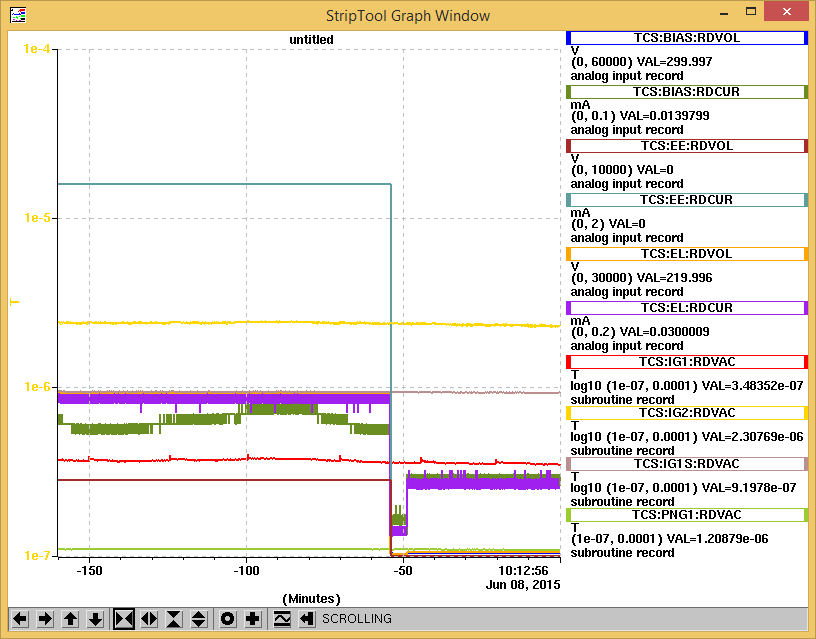 StripTool Graph Window
untitled
1e-4
1e-5
T
1e-6
1e-7
-150
-100
-50
10:12:56
Jun 08, 2015
(Minutes)
TCS:BIAS:RDVOL
V
(0, 60000) VAL=299.997
analog input record
TCS:BIAS:RDCUR
mA
(0, 0.1) VAL=0.0139799
analog input record
TCS:EE:RDVOL
V
(0, 10000) VAL=0
analog input record
TCS:EE:RDCUR
mA
(0, 2) VAL=0
analog input record
TCS:EL:RDVOL
V
(0, 30000) VAL=219.996
analog input record
TCS:EL:RDCUR
mA
(0, 0.2) VAL=0.0300009
analog input record
TCS:IG1:RDVAC
T
log10 (1e-07, 0.0001) VAL=3.48352e-07
subroutine record
TCS:IG2:RDVAC
T
log10 (1e-07, 0.0001) VAL=2.30769e-06
subroutine record
TCS:IG1S:RDVAC
T
log10 (1e-07, 0.0001) VAL=9.1978e-07
subroutine record
TCS:PNG1:RDVAC
T
(1e-07, 0.0001) VAL=1.20879e-06
subroutine record
SCROLLING